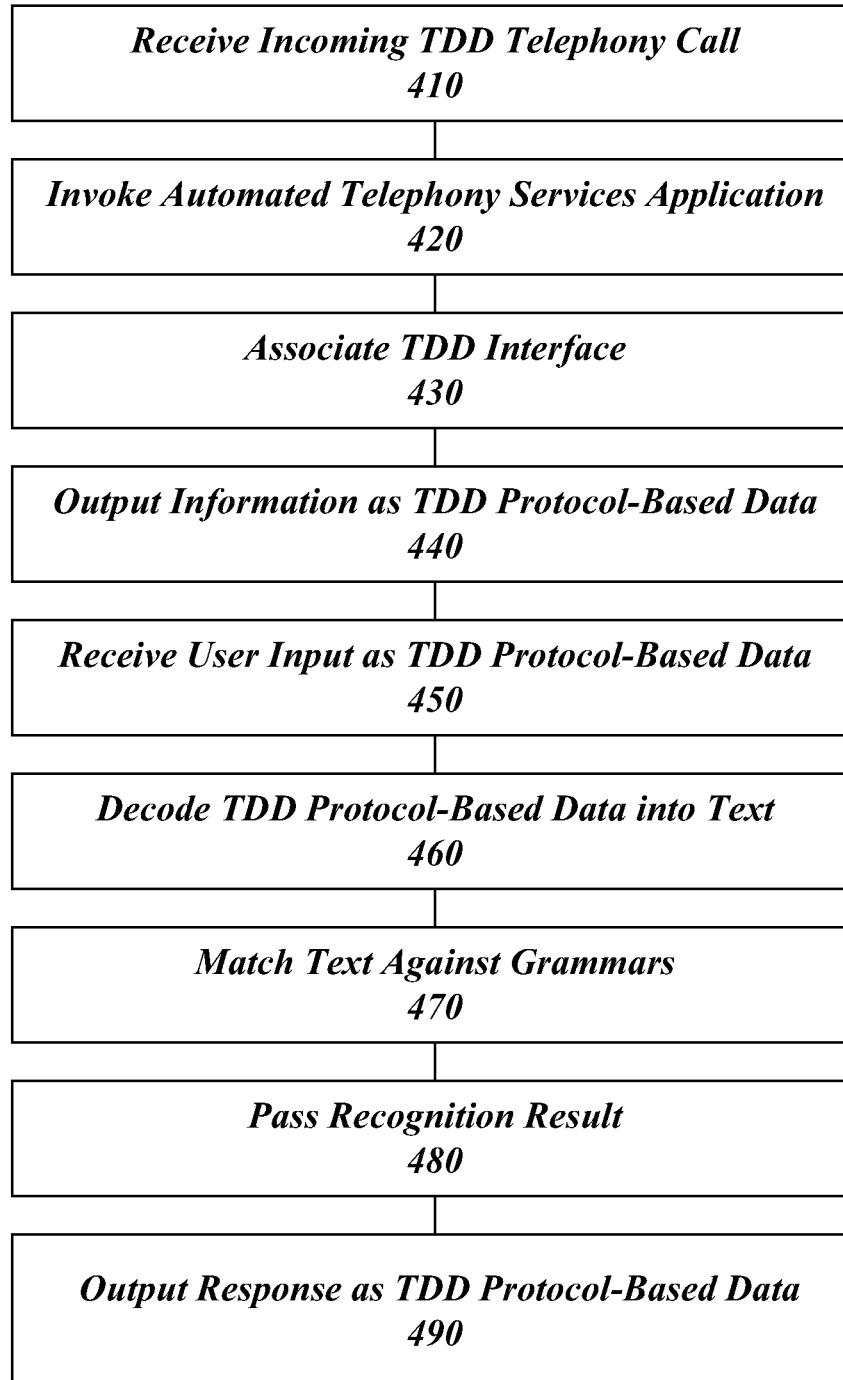 Receive Incoming TDD Telephony Call
410
Invoke Automated Telephony Services Application
420
Associate TDD Interface
430
Output Information as TDD Protocol-Based Data
440
Receive User Input as TDD Protocol-Based Data
450
Decode TDD Protocol-Based Data into Text
460
Match Text Against Grammars
470
Pass Recognition Result
480
Output Response as TDD Protocol-Based Data
490